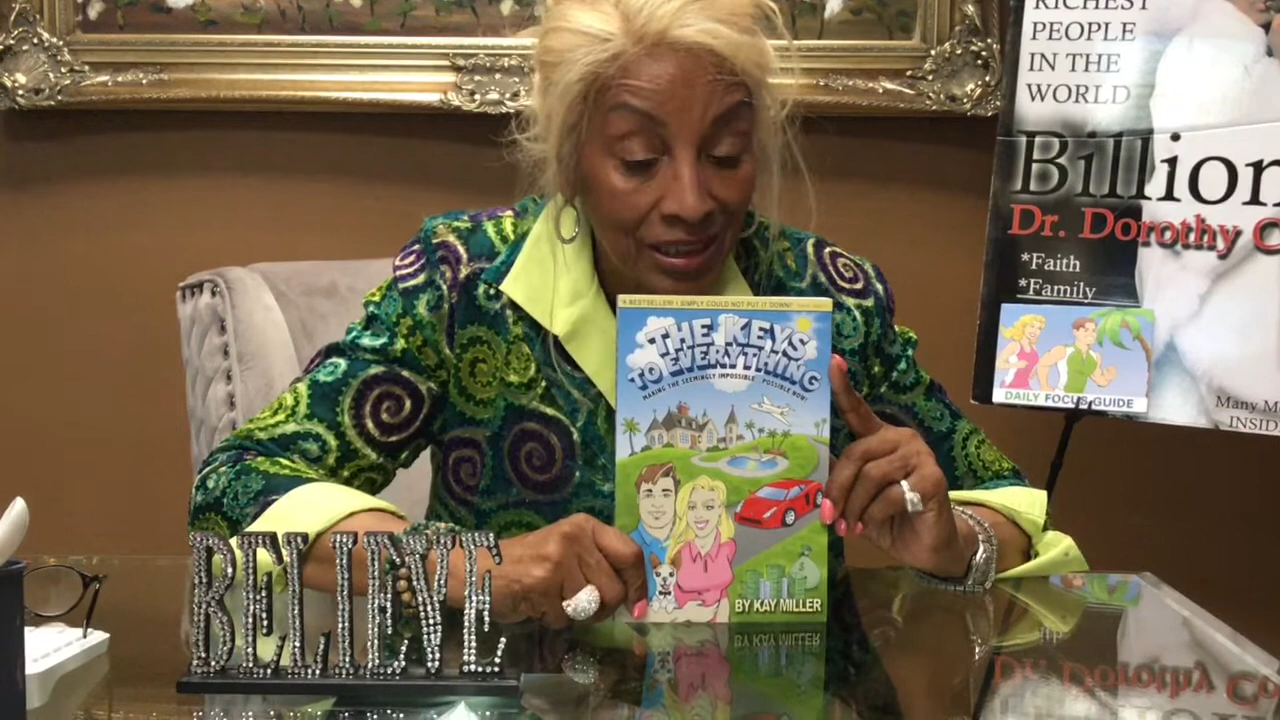 RICHEST
PEOPLE
IN THE
WORLD
Billion
Dr. Dorothy C
*Faith
*Family
DAILY FOCUS GUIDE
Many M
INSID
"A BESTSELLER! I SIMPLY COULD NOT PUT IT DOWN!"
THE KEYS
TO EVERYTHING
MAKING THE SEEMINGLY IMPOSSIBLE POSSIBLE NOW!
BY KAY MILLER
BELIEVE